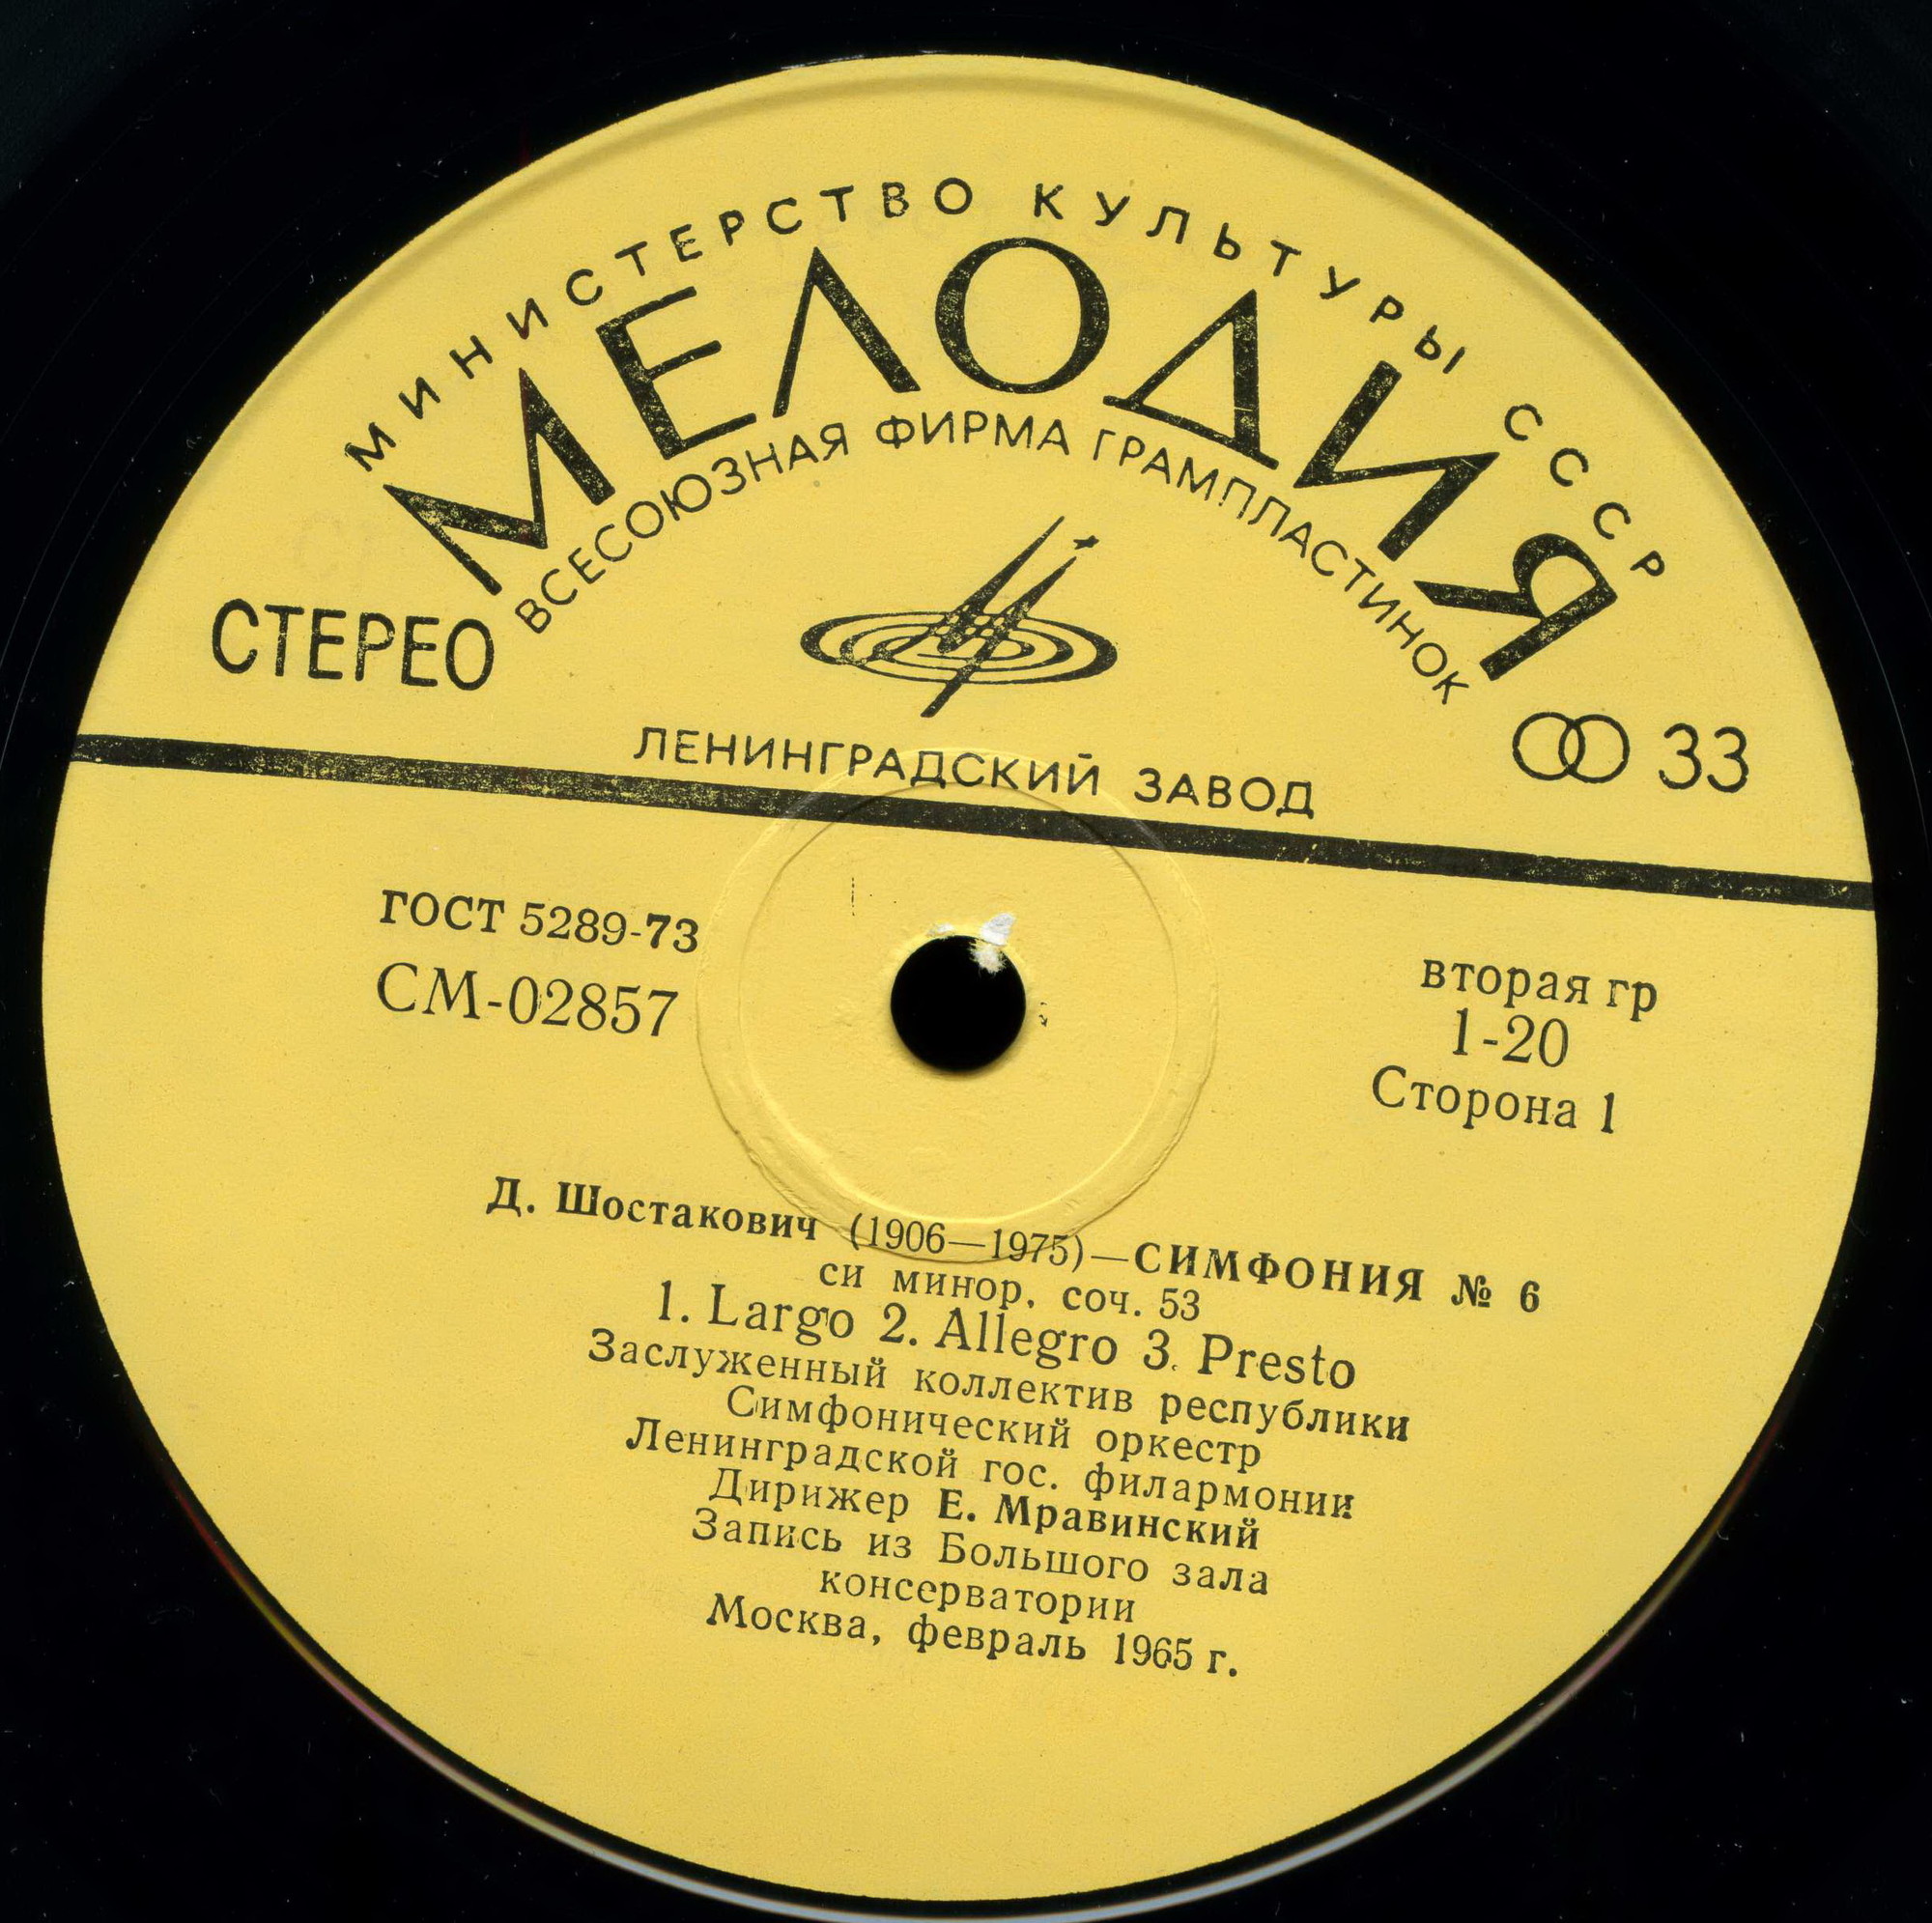 МИНИСТЕРСТВО КУЛЬТУРЫ СССР
МЕЛОДИЯ
ВСЕСОЮЗНАЯ ФИРМА ГРАМПЛАСТИНОК
СТЕРЕО
33
ЛЕНИНГРАДСКИЙ ЗАВОД
ГОСТ 5289-73
СМ-02857
вторая гр
1-20
Сторона 1
Д. Шостакович (1906—1975)—СИМФОНИЯ № 6
си минор, соч. 53
1. Largo 2. Allegro 3. Presto
Заслуженный коллектив республики
Симфонический оркестр
Ленинградской гос. филармонии
Дирижер Е. Мравинский
Запись из Большого зала
консерватории
Москва, февраль 1965 г.